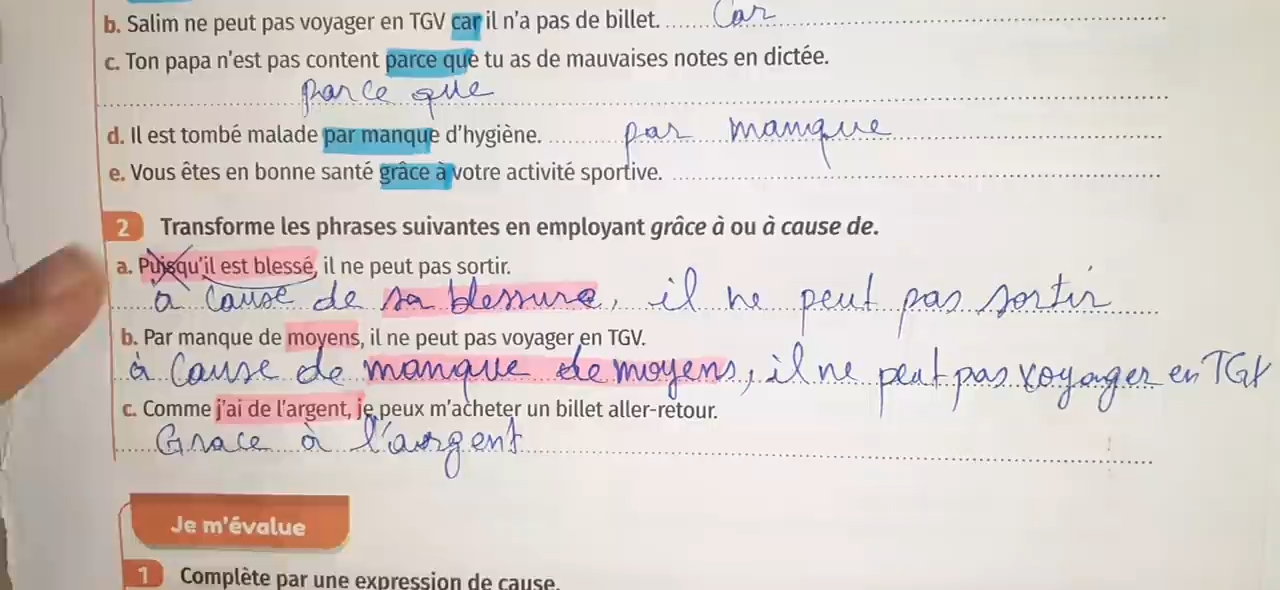 b. Salim ne peut pas voyager en TGV car il n'a pas de billet. Car
c. Ton papa n'est pas content parce que tu as de mauvaises notes en dictée.
parce que
d. Il est tombé malade par manque d'hygiène. par manque
e. Vous êtes en bonne santé grâce à votre activité sportive.
2 Transforme les phrases suivantes en employant grâce à ou à cause de.
a. Puisqu'il est blessé, il ne peut pas sortir.
à cause de sa blessure, il ne peut pas sortir
b. Par manque de moyens, il ne peut pas voyager en TGV.
à cause de manque de moyens, il ne peut pas voyager en TGV
c. Comme j'ai de l'argent, je peux m'acheter un billet aller-retour.
Grace à l'argent
Je m'évalue
1 Complète par une expression de cause.